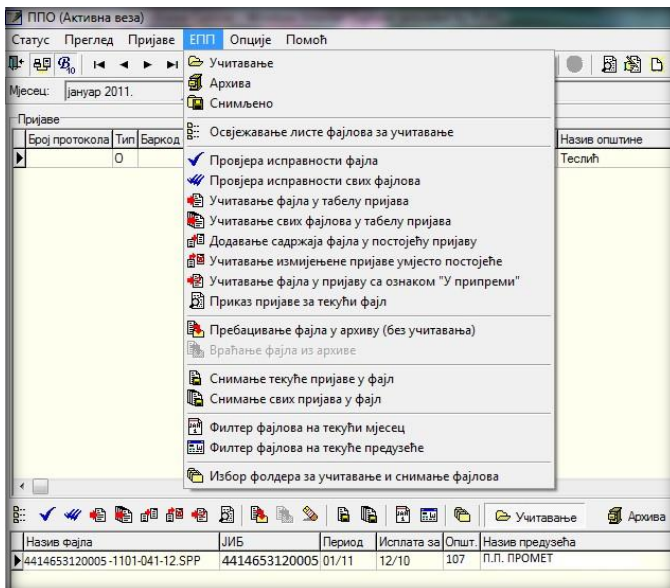 ППО (Активна веза)
Статус Преглед Пријаве ЕПП Опције Помоћ
Мјесец: јануар 2011.
Пријаве
Број протокола Тип Баркод Назив општине
О Теслић
Учитавање
Архива
Снимљено
Освјежавање листе фајлова за учитавање
Провјера исправности фајла
Провјера исправности свих фајлова
Учитавање фајла у табелу пријава
Учитавање свих фајлова у табелу пријава
Додавање садржаја фајла у постојећу пријаву
Учитавање измијењене пријаве умјесто постојеће
Учитавање фајла у пријаву са ознаком "У припреми"
Приказ пријаве за текући фајл
Пребацивање фајла у архиву (без учитавања)
Враћање фајла из архиве
Снимање текуће пријаве у фајл
Снимање свих пријава у фајл
Филтер фајлова на текући мјесец
Филтер фајлова на текуће предузеће
Избор фолдера за учитавање и снимање фајлова
Учитавање Архива
Назив фајла ЈИБ Период Исплата за Општ. Назив предузећа
4414653120005-1101-041-12.SPP 4414653120005 01/11 12/10 107 П.П. ПРОМЕТ